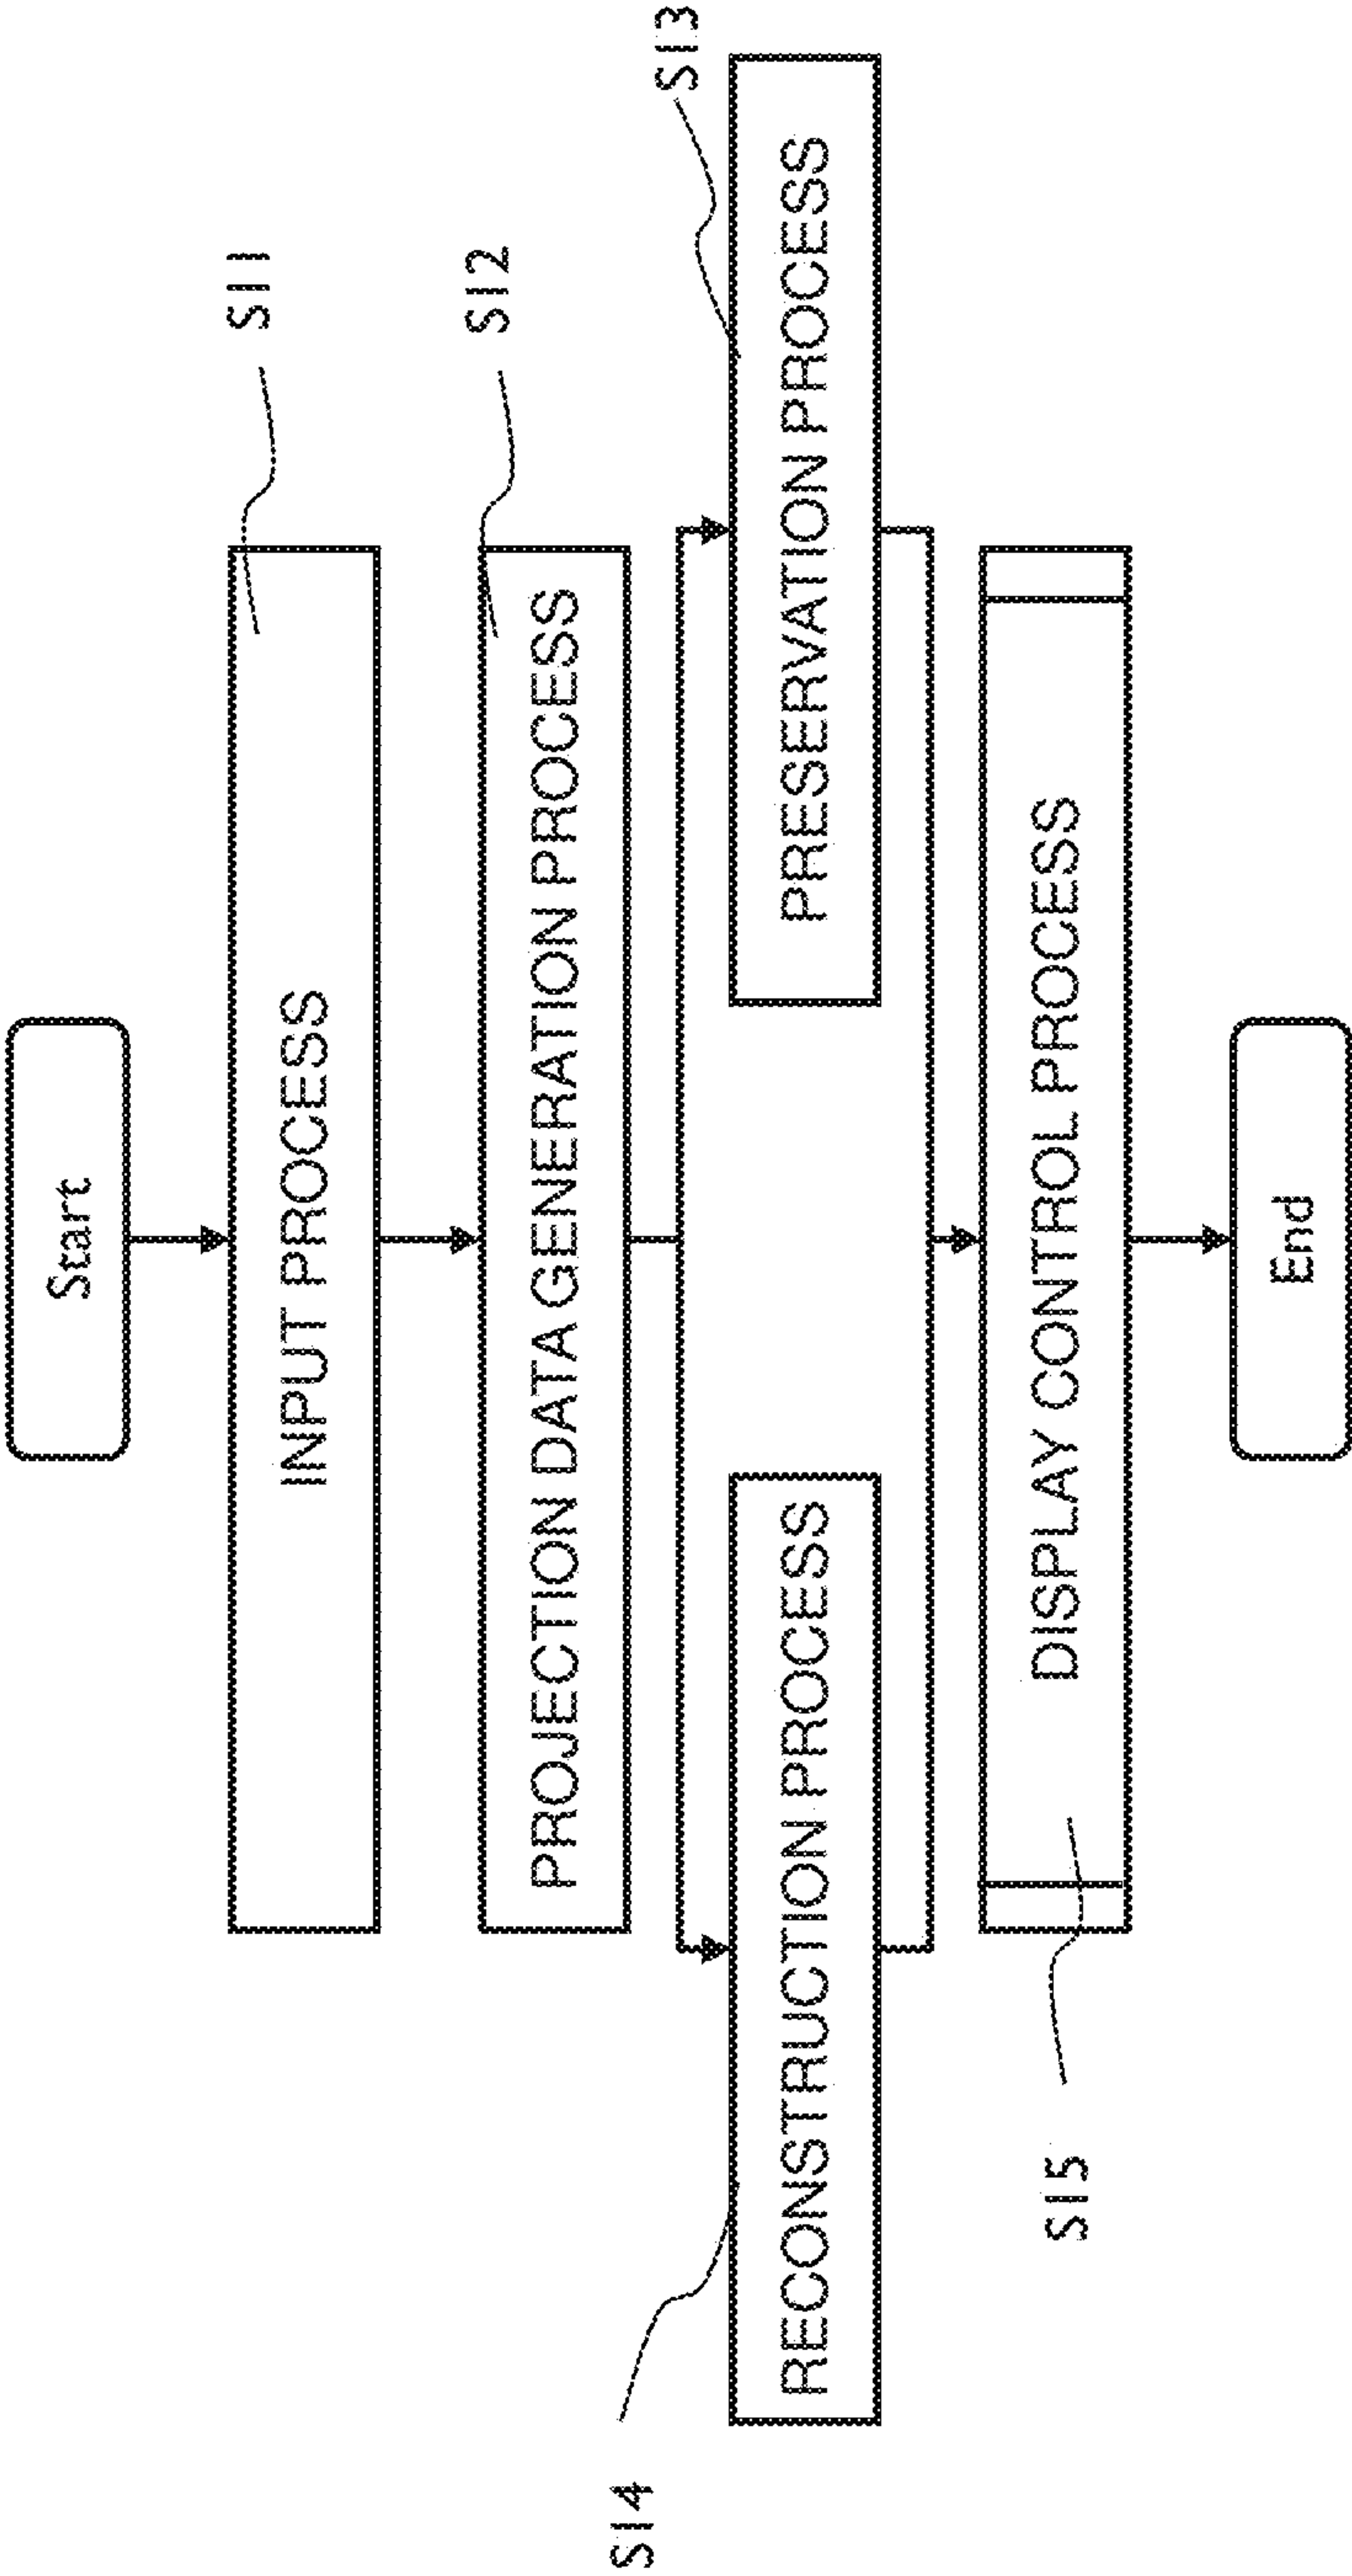 Start
INPUT PROCESS
S11
PROJECTION DATA GENERATION PROCESS
S12
S14
RECONSTRUCTION PROCESS
PRESERVATION PROCESS
S13
S15
DISPLAY CONTROL PROCESS
End